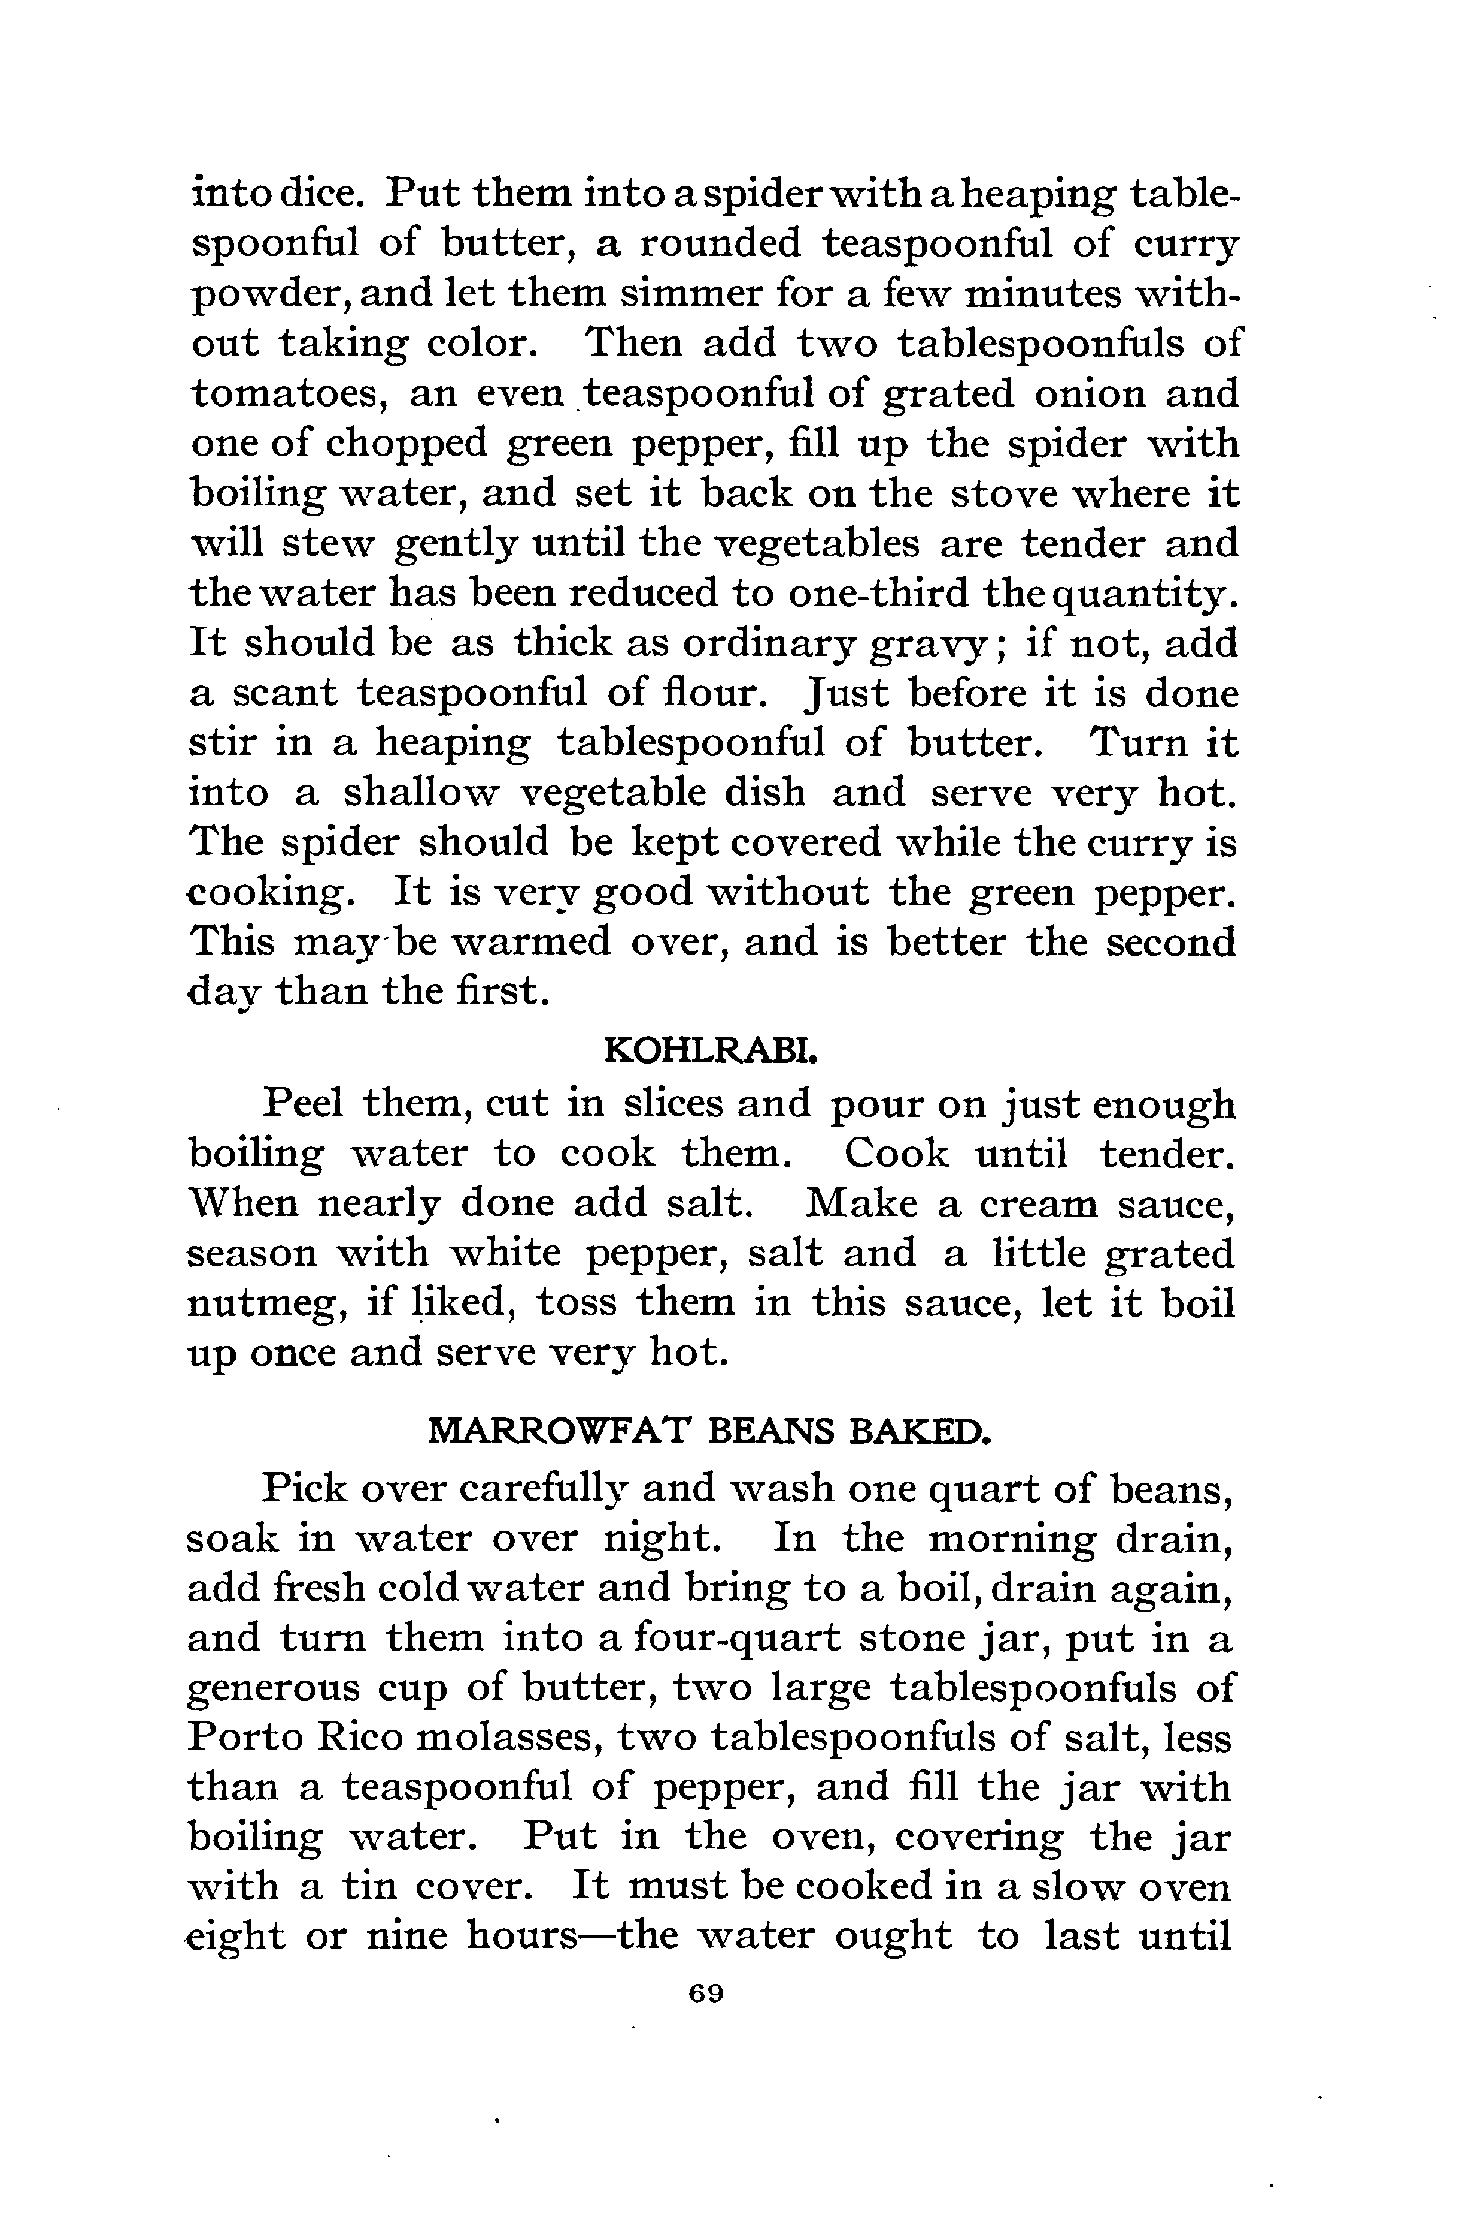 into dice. Put them into a spider with a heaping table-
spoonful of butter, a rounded teaspoonful of curry
powder, and let them simmer for a few minutes with-
out taking color. Then add two tablespoonfuls of
tomatoes, an even teaspoonful of grated onion and
one of chopped green pepper, fill up the spider with
boiling water, and set it back on the stove where it
will stew gently until the vegetables are tender and
the water has been reduced to one-third the quantity.
It should be as thick as ordinary gravy; if not, add
a scant teaspoonful of flour. Just before it is done
stir in a heaping tablespoonful of butter. Turn it
into a shallow vegetable dish and serve very hot.
The spider should be kept covered while the curry is
cooking. It is very good without the green pepper.
This may be warmed over, and is better the second
day than the first.
KOHLRABI.
Peel them, cut in slices and pour on just enough
boiling water to cook them. Cook until tender.
When nearly done add salt. Make a cream sauce,
season with white pepper, salt and a little grated
nutmeg, if liked, toss them in this sauce, let it boil
up once and serve very hot.
MARROWFAT BEANS BAKED.
Pick over carefully and wash one quart of beans,
soak in water over night. In the morning drain,
add fresh cold water and bring to a boil, drain again,
and turn them into a four-quart stone jar, put in a
generous cup of butter, two large tablespoonfuls of
Porto Rico molasses, two tablespoonfuls of salt, less
than a teaspoonful of pepper, and fill the jar with
boiling water. Put in the oven, covering the jar
with a tin cover. It must be cooked in a slow oven
eight or nine hours—the water ought to last until
69